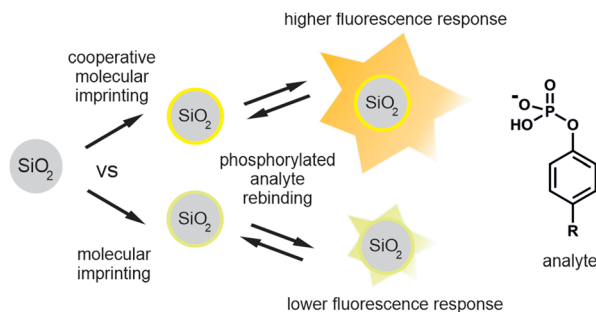 higher fluorescence response
cooperative
molecular
imprinting
SiO2
SiO2
SiO2
vs
phosphorylated
analyte
rebinding
SiO2
SiO2
molecular
imprinting
lower fluorescence response
-O
O
P
HO
O
R
analyte